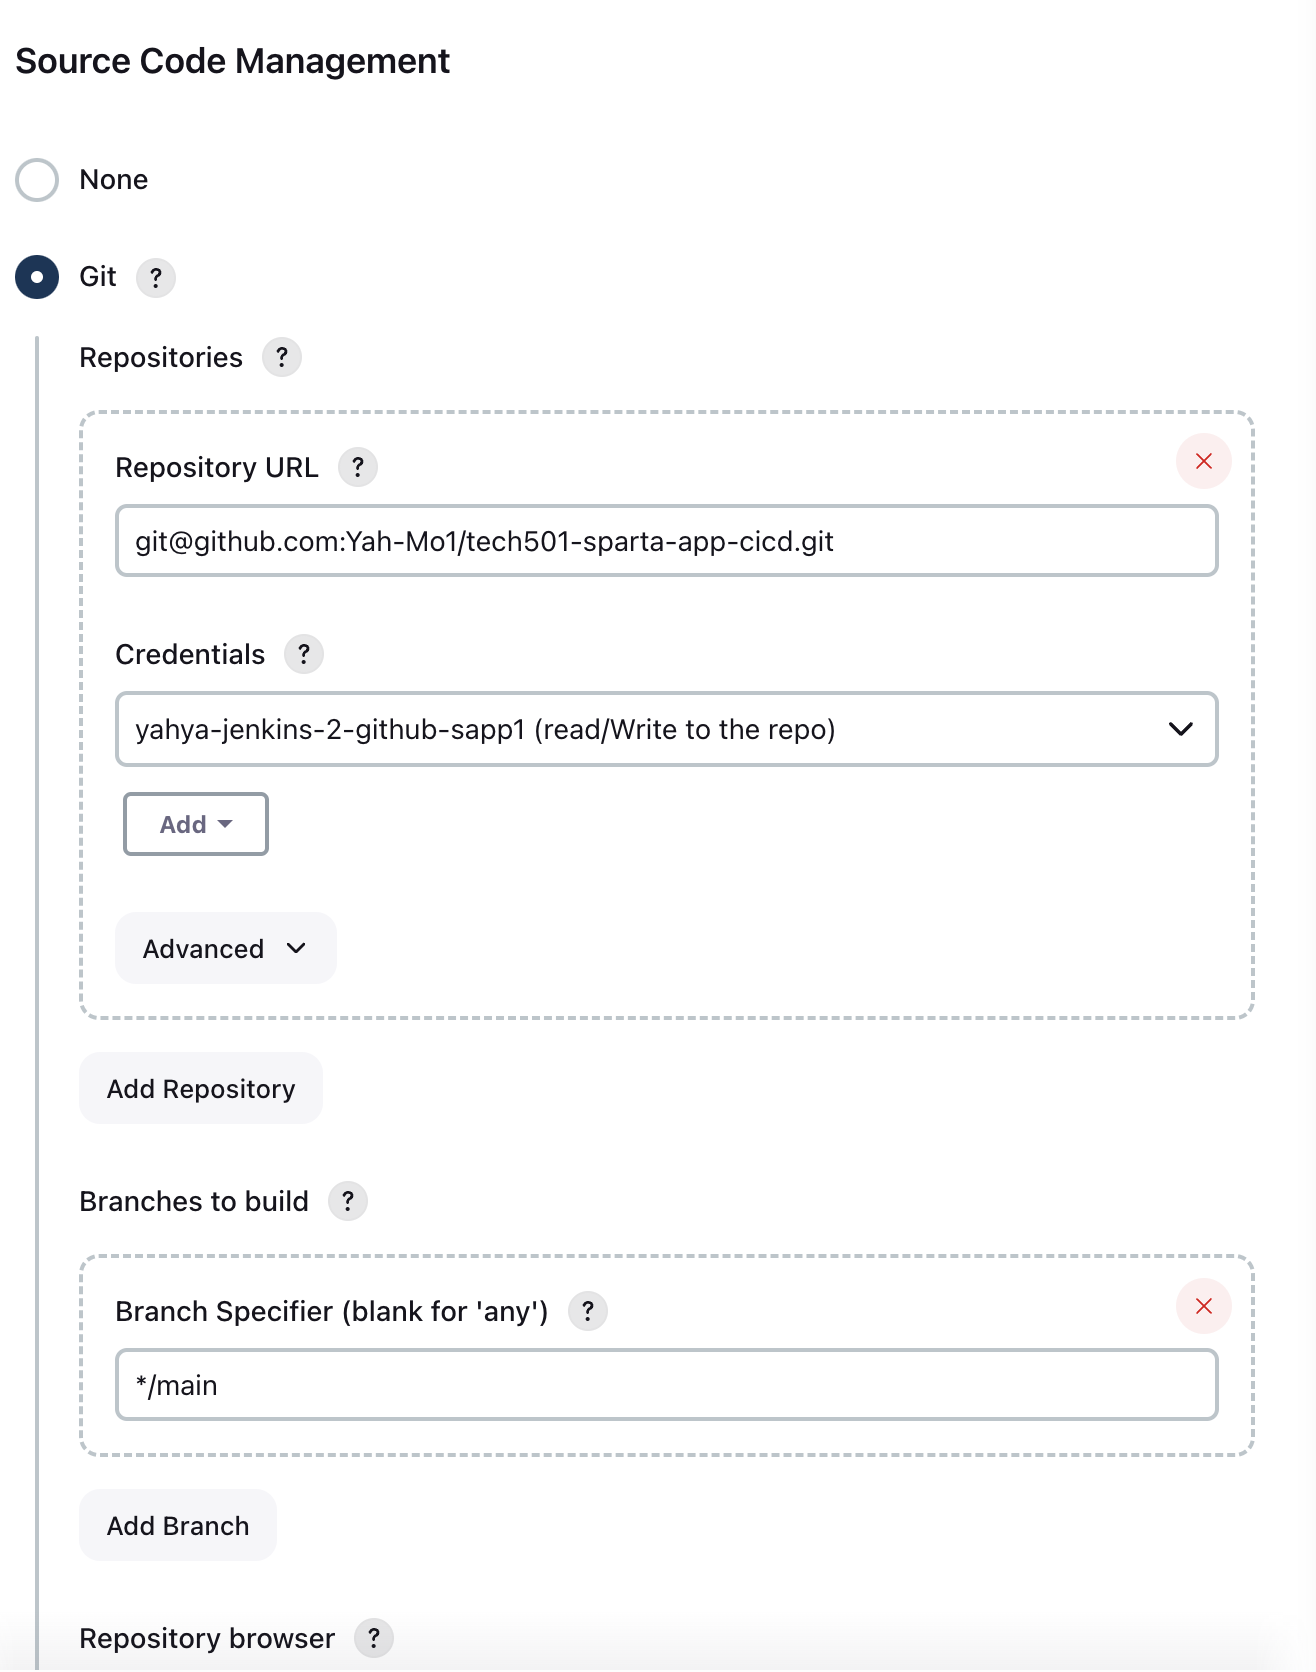 Source Code Management
None
Git ?
Repositories ?
Repository URL ?
git@github.com:Yah-Mo1/tech501-sparta-app-cicd.git
Credentials ?
yahya-jenkins-2-github-sapp1 (read/Write to the repo)
Add
Advanced
Add Repository
Branches to build ?
Branch Specifier (blank for 'any') ?
*/main
Add Branch
Repository browser ?